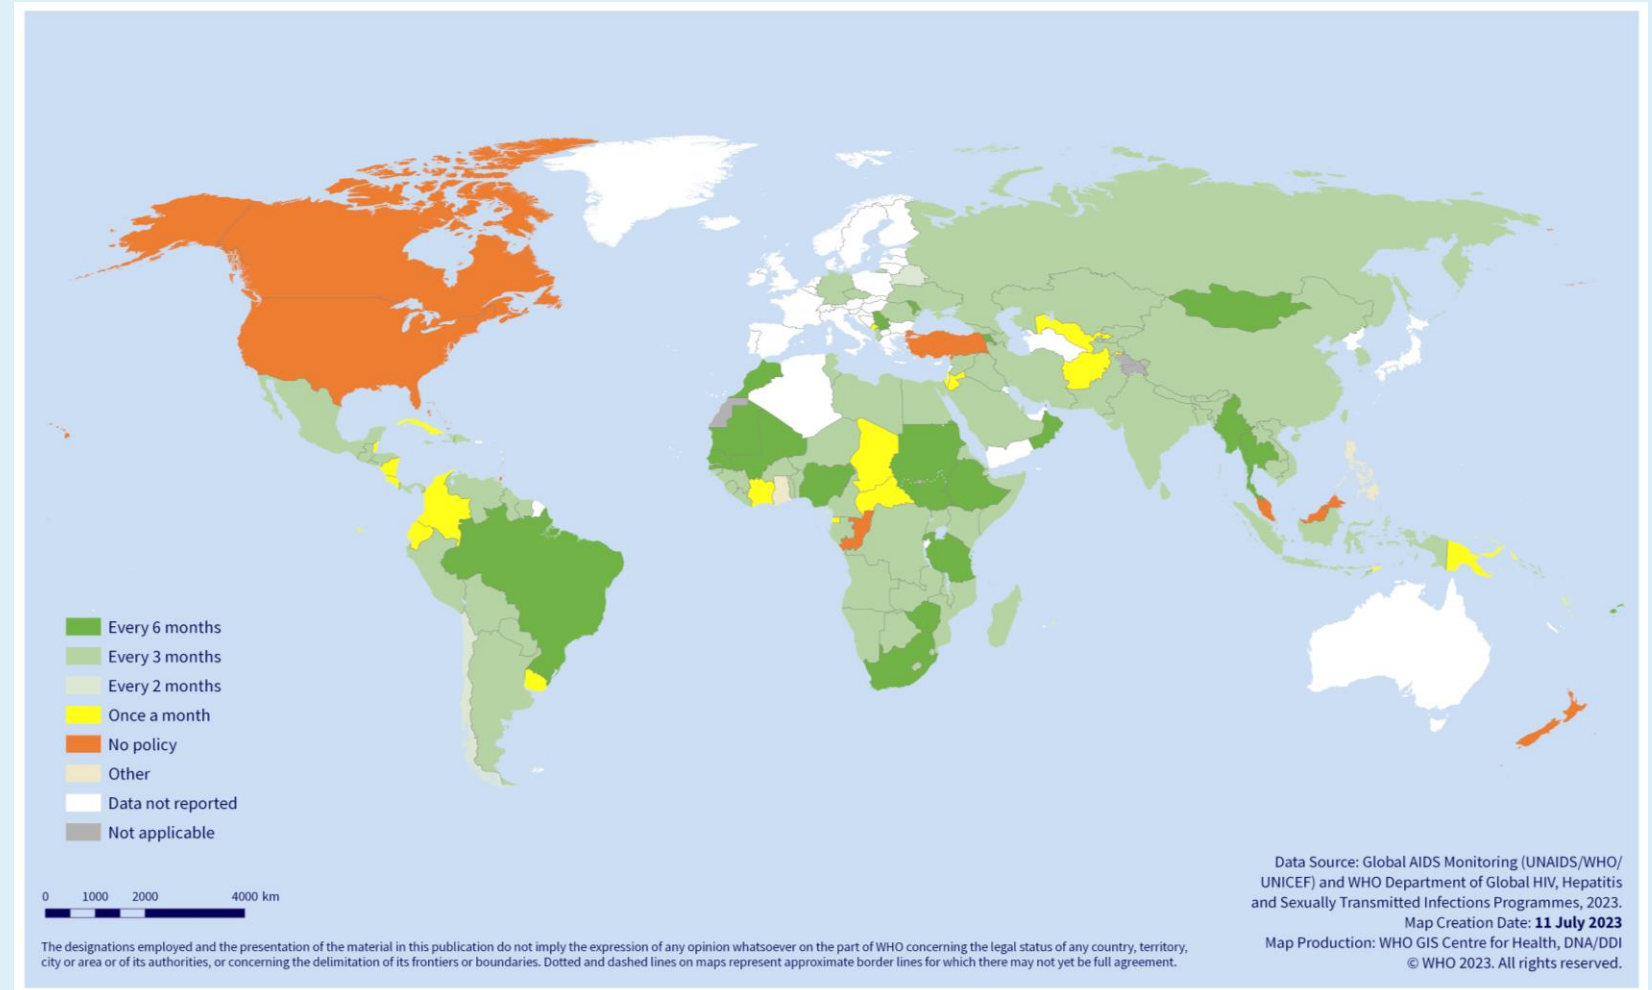 Every 6 months
Every 3 months
Every 2 months
Once a month
No policy
Other
Data not reported
Not applicable
0 1000 2000 4000 km
Data Source: Global AIDS Monitoring (UNAIDS/WHO/
UNICEF) and WHO Department of Global HIV, Hepatitis
and Sexually Transmitted Infections Programmes, 2023.
Map Creation Date: 11 July 2023
Map Production: WHO GIS Centre for Health, DNA/DDI
© WHO 2023. All rights reserved.
The designations employed and the presentation of the material in this publication do not imply the expression of any opinion whatsoever on the part of WHO concerning the legal status of any country, territory,
city or area or of its authorities, or concerning the delimitation of its frontiers or boundaries. Dotted and dashed lines on maps represent approximate border lines for which there may not yet be full agreement.